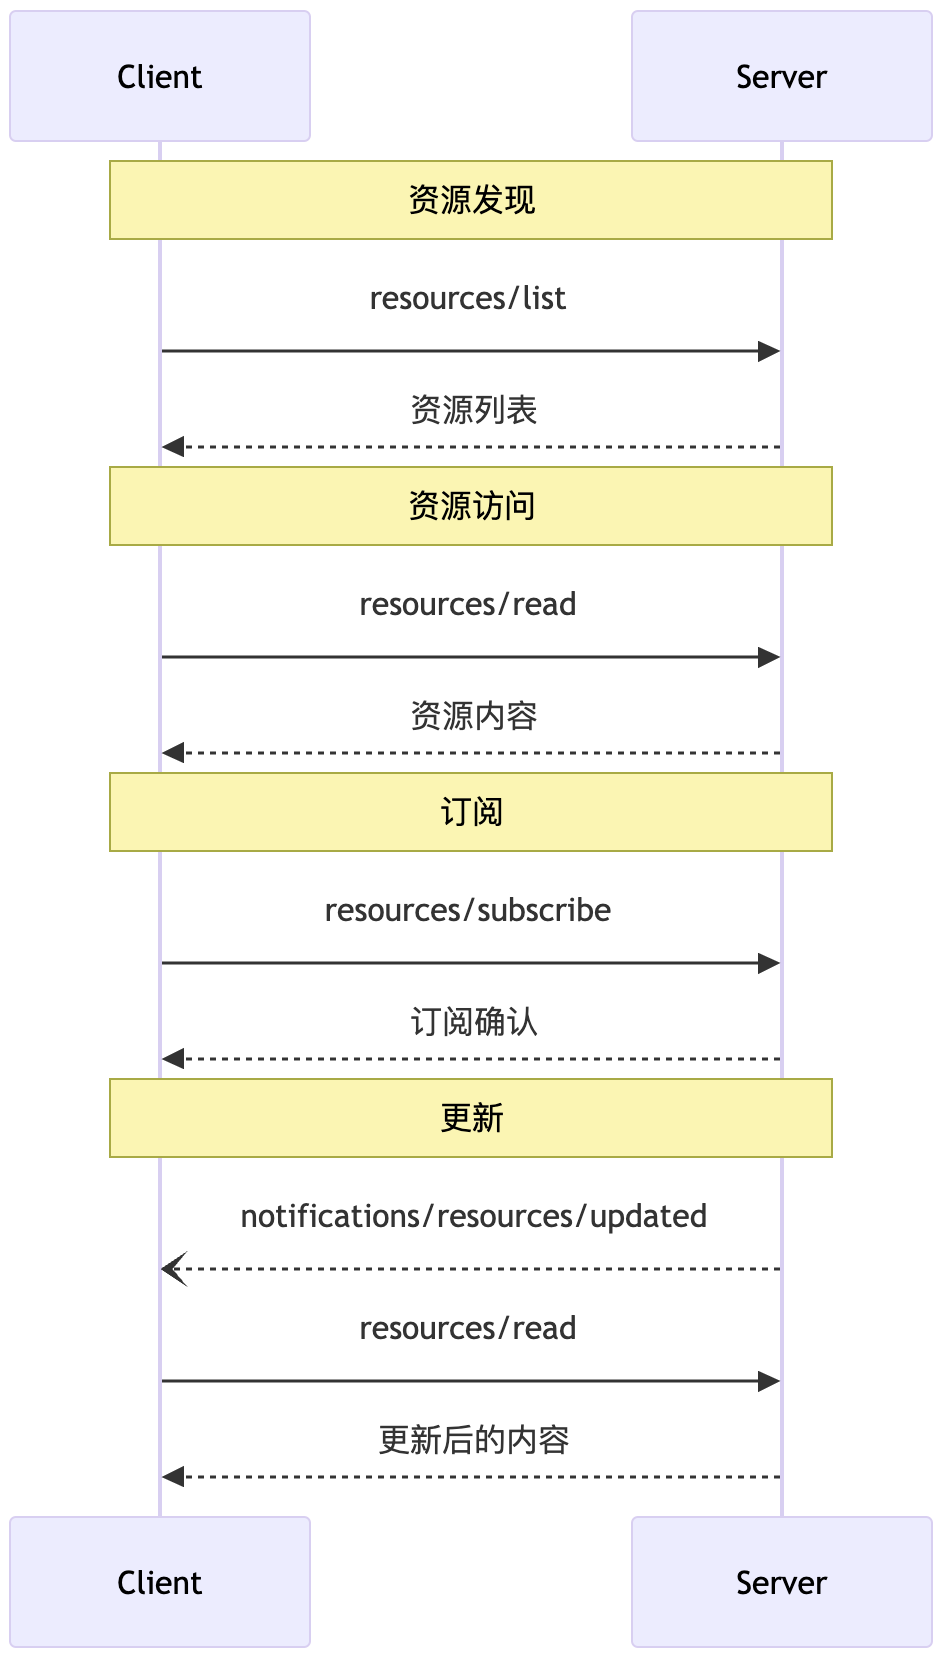 Client
Server
资源发现
resources/list
资源列表
资源访问
resources/read
资源内容
订阅
resources/subscribe
订阅确认
更新
notifications/resources/updated
resources/read
更新后的内容
Client
Server